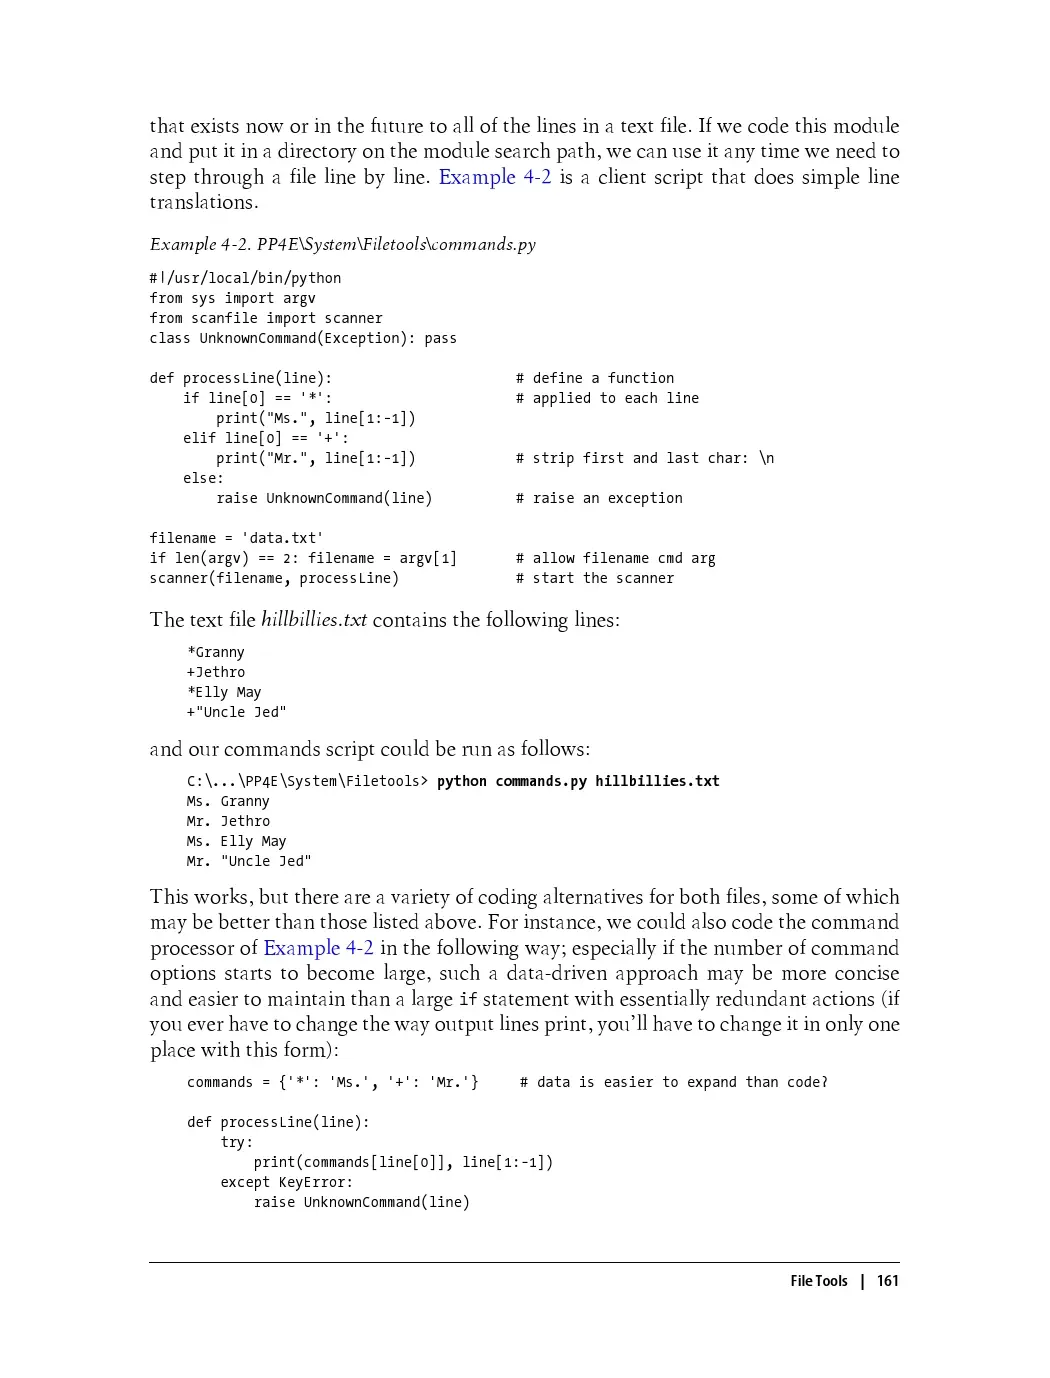 that exists now or in the future to all of the lines in a text file. If we code this module
and put it in a directory on the module search path, we can use it any time we need to
step through a file line by line. Example 4-2 is a client script that does simple line
translations.
Example 4-2. PP4E\System\Filetools\commands.py
#!/usr/local/bin/python
from sys import argv
from scanfile import scanner
class UnknownCommand(Exception): pass
def processLine(line): # define a function
if line[0] == '*': # applied to each line
print("Ms.", line[1:-1])
elif line[0] == '+':
print("Mr.", line[1:-1]) # strip first and last char: \n
else:
raise UnknownCommand(line) # raise an exception
filename = 'data.txt'
if len(argv) == 2: filename = argv[1] # allow filename cmd arg
scanner(filename, processLine) # start the scanner
The text file hillbillies.txt contains the following lines:
*Granny
+Jethro
*Elly May
+"Uncle Jed"
and our commands script could be run as follows:
C:\...\PP4E\System\Filetools> python commands.py hillbillies.txt
Ms. Granny
Mr. Jethro
Ms. Elly May
Mr. "Uncle Jed"
This works, but there are a variety of coding alternatives for both files, some of which
may be better than those listed above. For instance, we could also code the command
processor of Example 4-2 in the following way; especially if the number of command
options starts to become large, such a data-driven approach may be more concise
and easier to maintain than a large if statement with essentially redundant actions (if
you ever have to change the way output lines print, you'll have to change it in only one
place with this form):
commands = {'*': 'Ms.', '+': 'Mr.'} # data is easier to expand than code?
def processLine(line):
try:
print(commands[line[0]], line[1:-1])
except KeyError:
raise UnknownCommand(line)
File Tools | 161